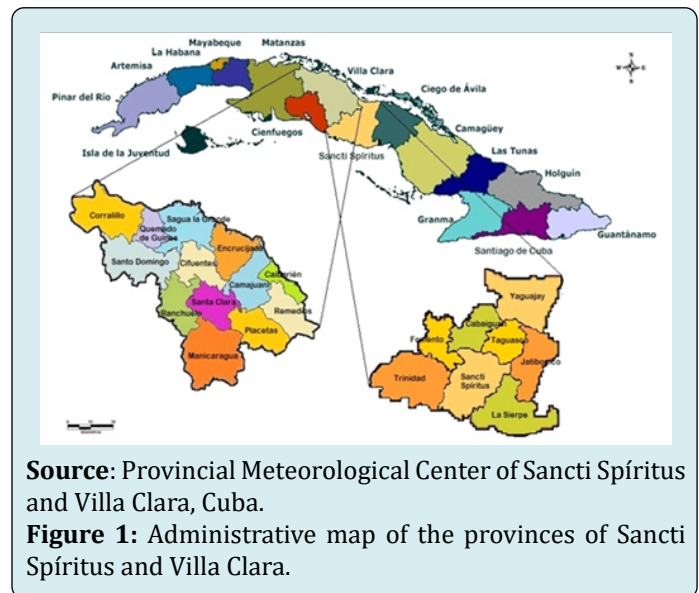 Mayabeque
Matanzas
La Habana
Artemisa
Villa Clara
Pinar del Río
Ciego de Ávila
Camagüey
Cienfuegos
Isla de la Juventud
Sancti Spíritus
Las Tunas
Holguín
Granma
Santiago de Cuba
Guantánamo
Corralillo
Quemado
de Guines
Sagua la Grande
Encrucijada
Santo Domingo
Cifuentes
Caibarién
Camajuaní
Santa Clara
Ranchuelo
Remedios
Placetas
Manicaragua
Yaguajay
Cabaiguán
Fomento
Taguasco
Jatibonico
Trinidad
Sancti
Spíritus
La Sierpe
Source: Provincial Meteorological Center of Sancti Spíritus
and Villa Clara, Cuba.
Figure 1: Administrative map of the provinces of Sancti
Spíritus and Villa Clara.